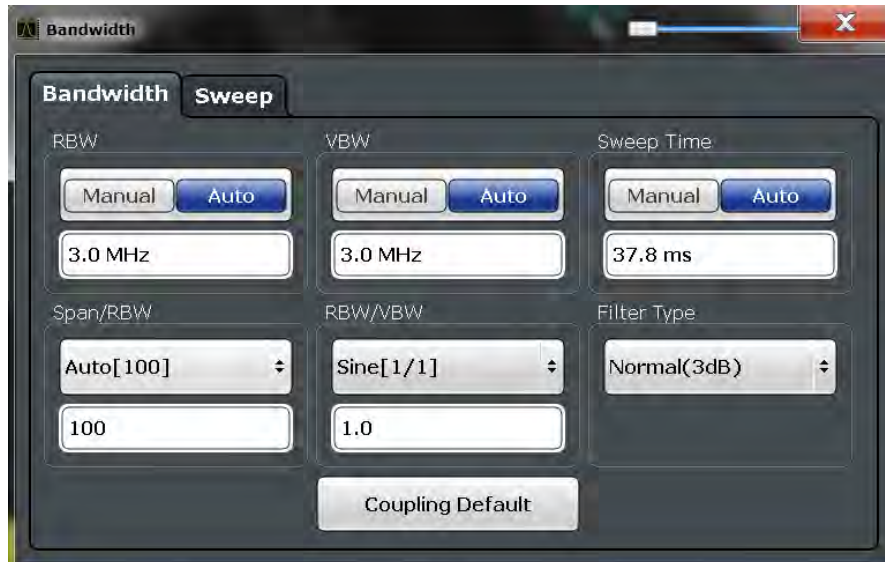 Bandwidth
Bandwidth Sweep
RBW VBW Sweep Time
Manual Auto Manual Auto Manual Auto
3.0 MHz 3.0 MHz 37.8 ms
Span/RBW RBW/VBW Filter Type
Auto[100] Sine[1/1] Normal(3dB)
100 1.0
Coupling Default